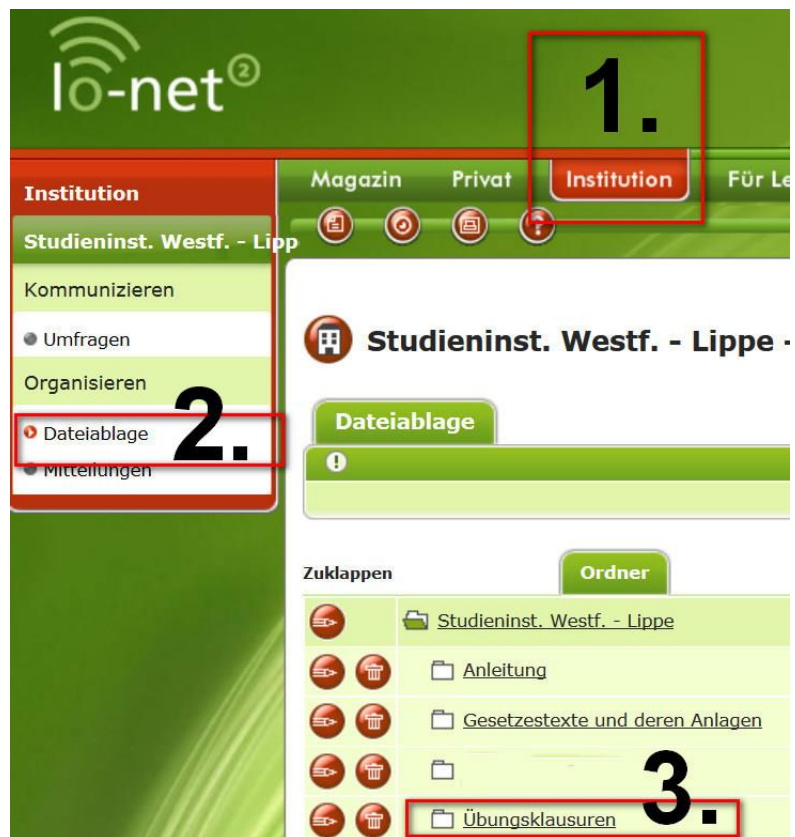 lo-net²
1.
Magazin Privat Institution Für Le
Institution
Studieninst. Westf. - Lipp
Kommunizieren
Umfragen
Organisieren
Dateiablage
2.
Mitteilungen
Studieninst. Westf. - Lippe -
Dateiablage
Zuklappen Ordner
Studieninst. Westf. - Lippe
Anleitung
Gesetzestexte und deren Anlagen
3.
Übungsklausuren